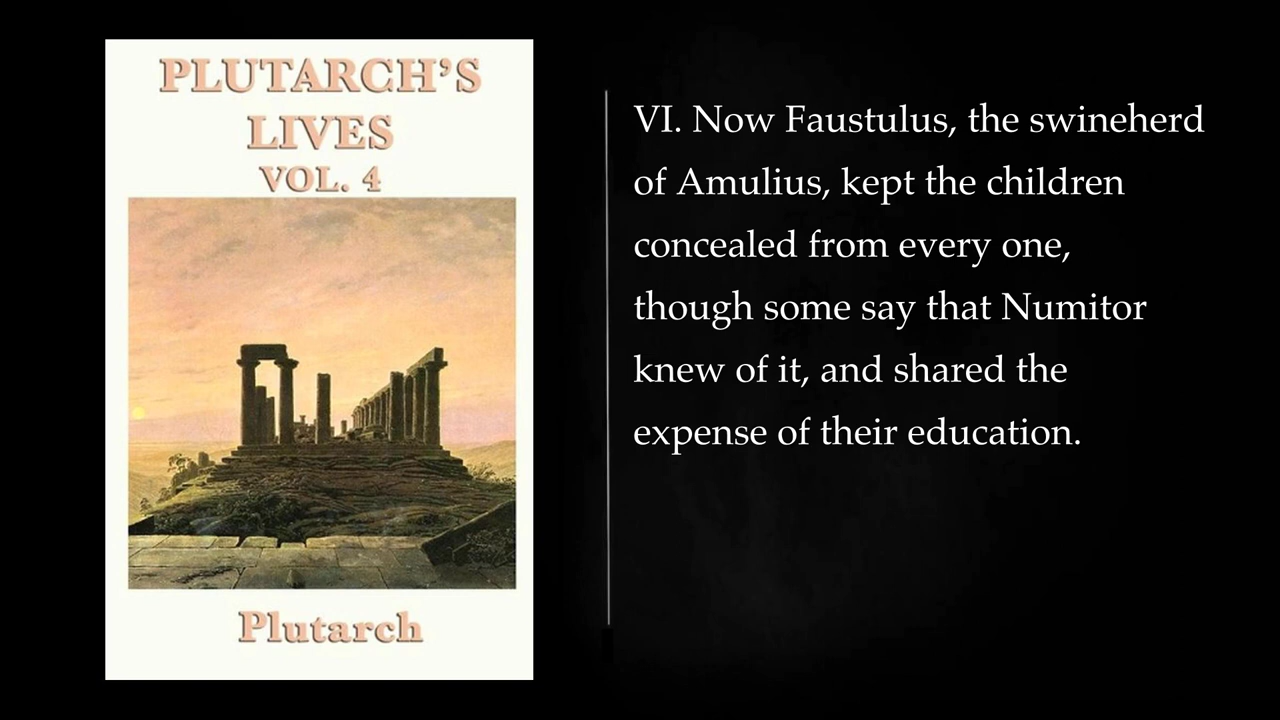 PLUTARCH'S
LIVES
VOL. 4
Plutarch
VI. Now Faustulus, the swineherd
of Amulius, kept the children
concealed from every one,
though some say that Numitor
knew of it, and shared the
expense of their education.